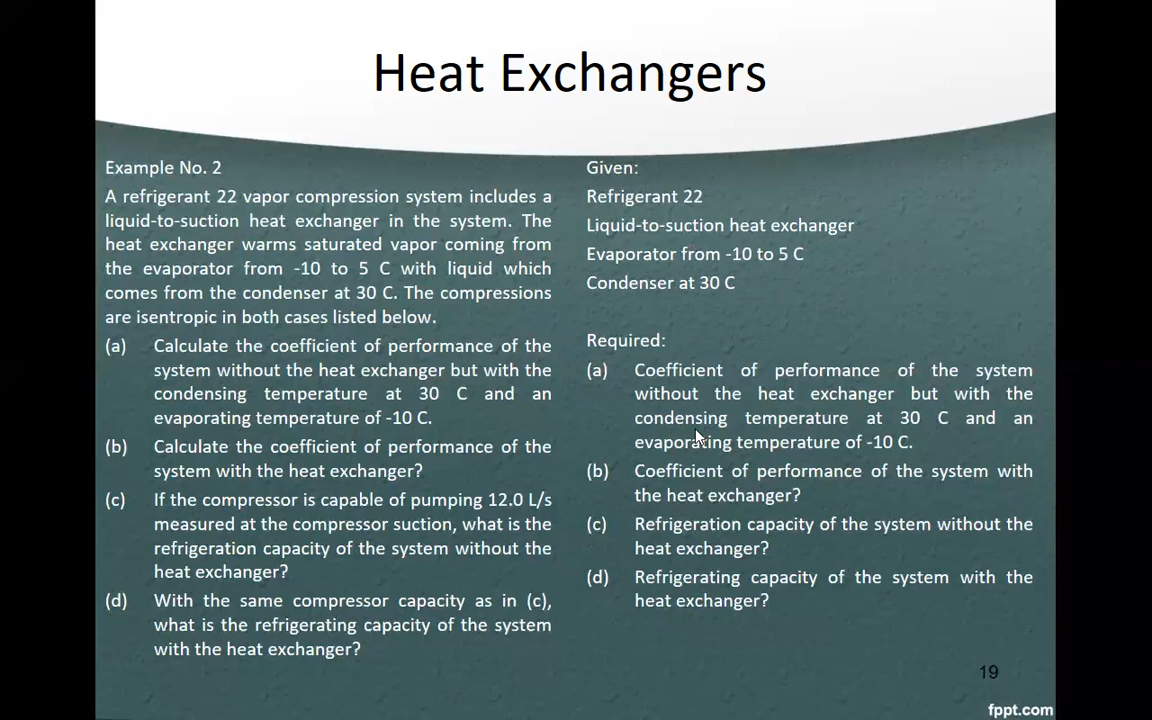 Heat Exchangers
Example No. 2
A refrigerant 22 vapor compression system includes a
liquid-to-suction heat exchanger in the system. The
heat exchanger warms saturated vapor coming from
the evaporator from -10 to 5 C with liquid which
comes from the condenser at 30 C. The compressions
are isentropic in both cases listed below.
(a) Calculate the coefficient of performance of the
system without the heat exchanger but with the
condensing temperature at 30 C and an
evaporating temperature of -10 C.
(b) Calculate the coefficient of performance of the
system with the heat exchanger?
(c) If the compressor is capable of pumping 12.0 L/s
measured at the compressor suction, what is the
refrigeration capacity of the system without the
heat exchanger?
(d) With the same compressor capacity as in (c),
what is the refrigerating capacity of the system
with the heat exchanger?
Given:
Refrigerant 22
Liquid-to-suction heat exchanger
Evaporator from -10 to 5 C
Condenser at 30 C
Required:
(a) Coefficient of performance of the system
without the heat exchanger but with the
condensing temperature at 30 C and an
evaporating temperature of -10 C.
(b) Coefficient of performance of the system with
the heat exchanger?
(c) Refrigeration capacity of the system without the
heat exchanger?
(d) Refrigerating capacity of the system with the
heat exchanger?
19
fppt.com